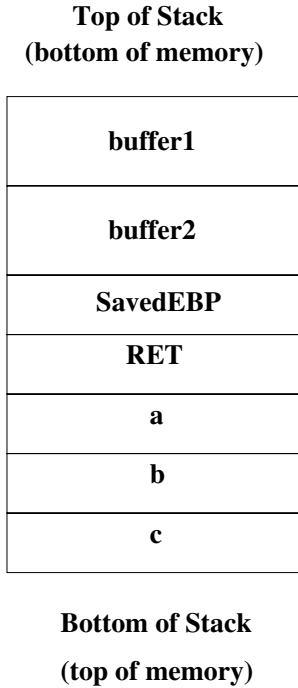 Top of Stack
(bottom of memory)
buffer1
buffer2
SavedEBP
RET
a
b
c
Bottom of Stack
(top of memory)